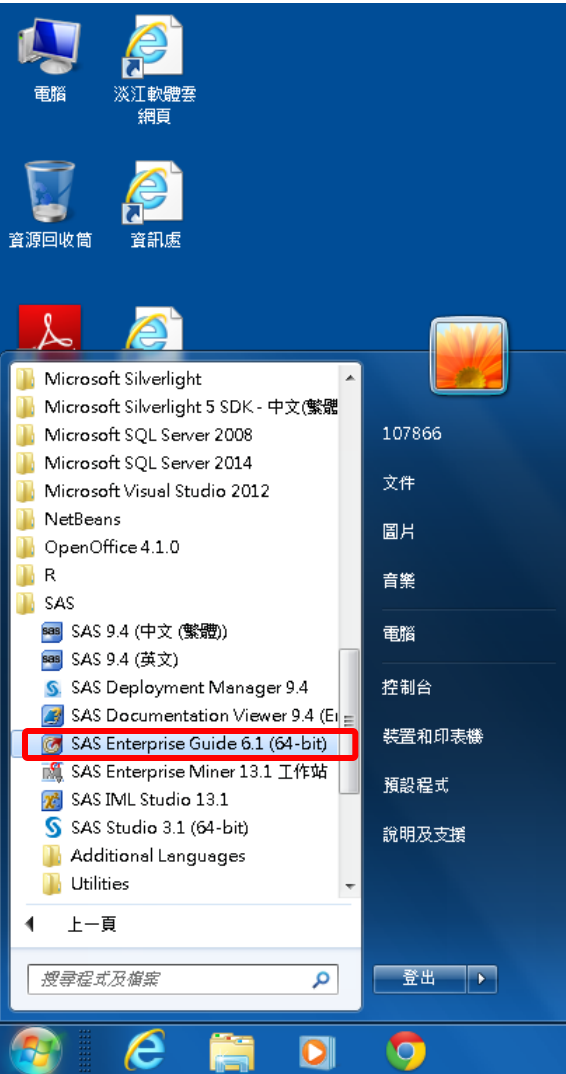 電腦
淡江軟體雲
網頁
資源回收筒
資訊處
Microsoft Silverlight
Microsoft Silverlight 5 SDK - 中文(繁體
Microsoft SQL Server 2008
Microsoft SQL Server 2014
Microsoft Visual Studio 2012
NetBeans
OpenOffice 4.1.0
R
SAS
SAS 9.4 (中文 (繁體))
SAS 9.4 (英文)
SAS Deployment Manager 9.4
SAS Documentation Viewer 9.4 (E
SAS Enterprise Guide 6.1 (64-bit)
SAS Enterprise Miner 13.1 工作站
SAS IML Studio 13.1
SAS Studio 3.1 (64-bit)
Additional Languages
Utilities
上一頁
搜尋程式及檔案
107866
文件
圖片
音樂
電腦
控制台
裝置和印表機
預設程式
說明及支援
登出